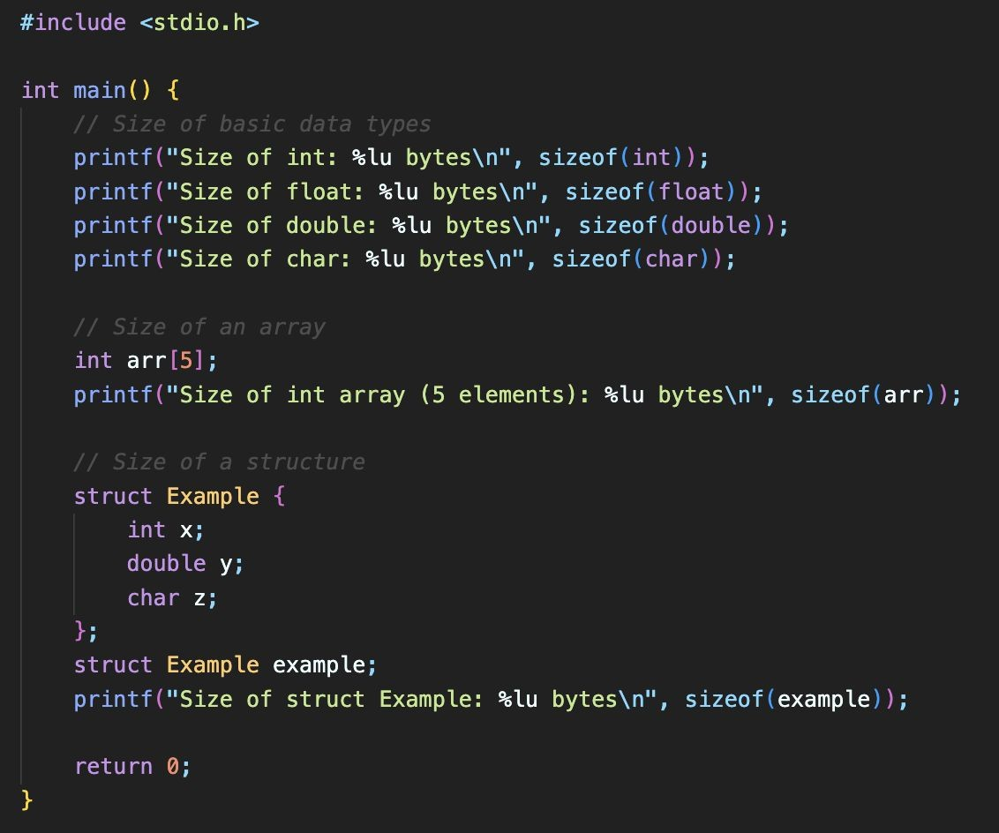 #include <stdio.h>

int main() {
    // Size of basic data types
    printf("Size of int: %lu bytes\n", sizeof(int));
    printf("Size of float: %lu bytes\n", sizeof(float));
    printf("Size of double: %lu bytes\n", sizeof(double));
    printf("Size of char: %lu bytes\n", sizeof(char));

    // Size of an array
    int arr[5];
    printf("Size of int array (5 elements): %lu bytes\n", sizeof(arr));

    // Size of a structure
    struct Example {
        int x;
        double y;
        char z;
    };
    struct Example example;
    printf("Size of struct Example: %lu bytes\n", sizeof(example));

    return 0;
}